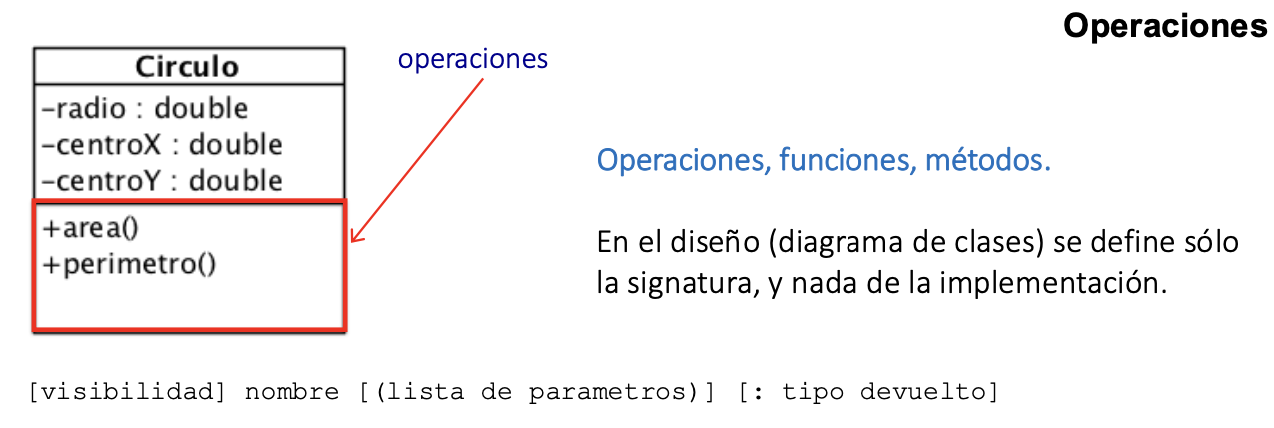 Operaciones
operaciones
Circulo
-radio : double
-centroX : double
-centroY : double
+area()
+perimetro()
Operaciones, funciones, métodos.
En el diseño (diagrama de clases) se define sólo
la signatura, y nada de la implementación.
[visibilidad] nombre [(lista de parametros)] [: tipo devuelto]